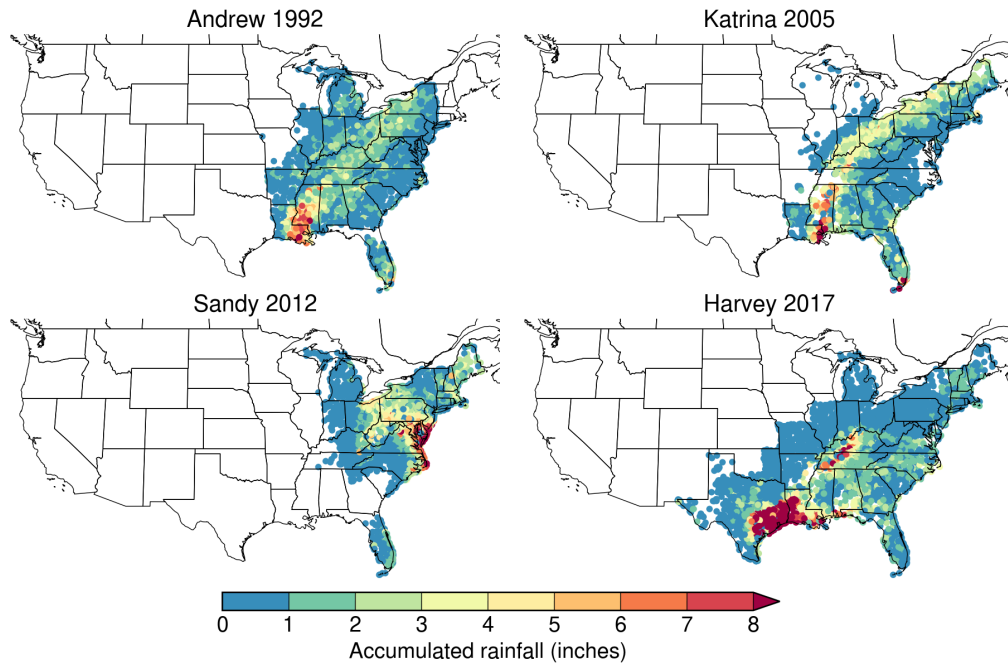 Andrew 1992
Katrina 2005
Sandy 2012
Harvey 2017
0 1 2 3 4 5 6 7 8
Accumulated rainfall (inches)